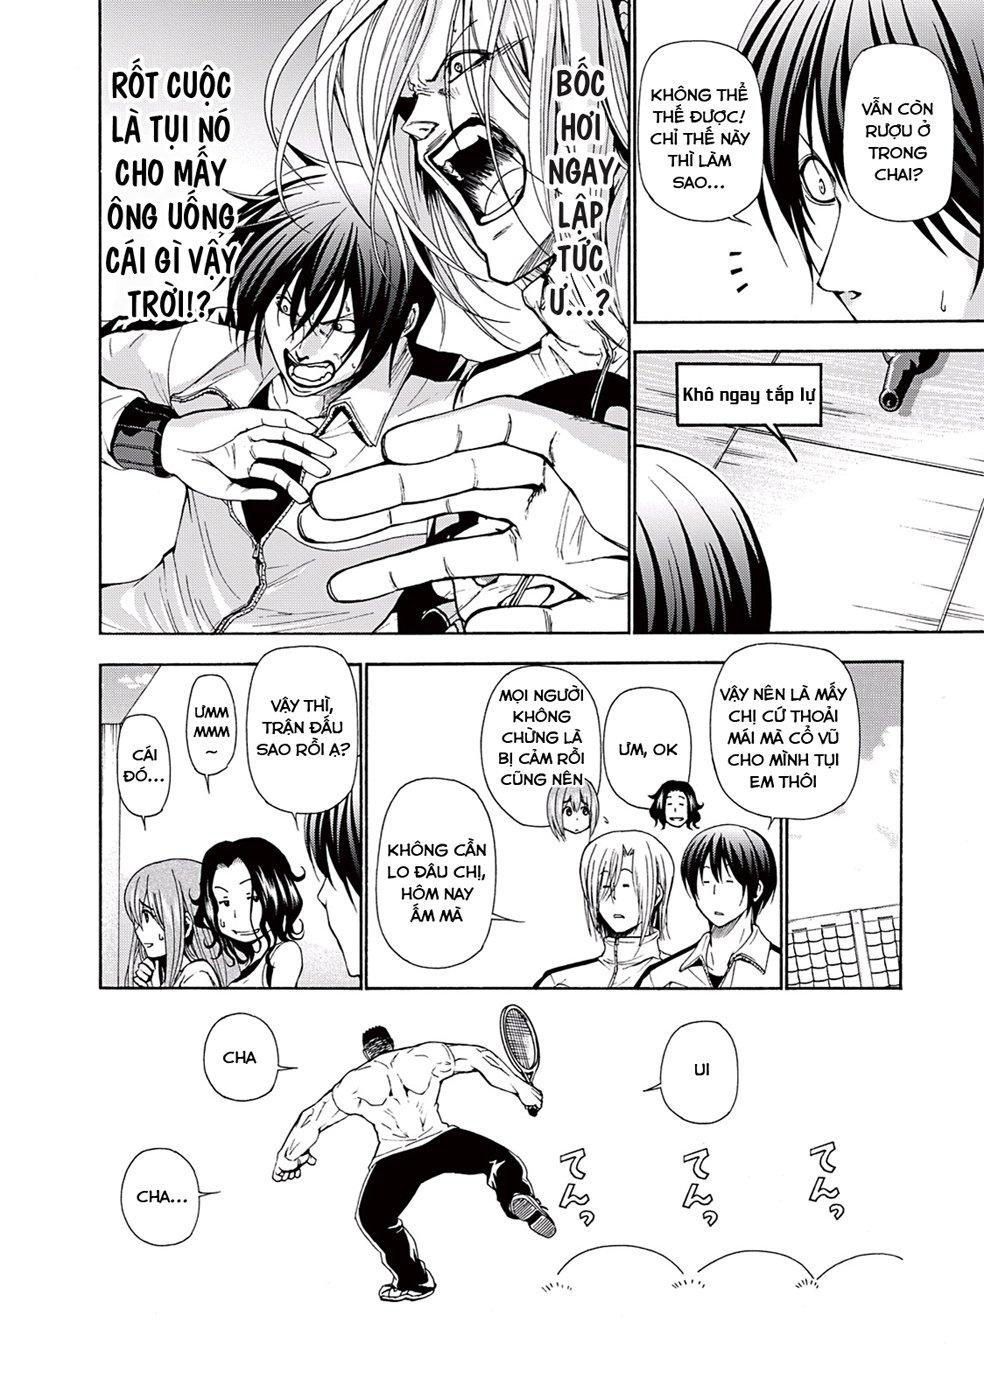 VẪN CÒN
RƯỢU Ở
TRONG
CHAI?
KHÔNG THỂ
THẾ ĐƯỢC!
CHỈ THẾ NÀY
THÌ LÀM
SAO...
Khô ngay tắp lự
BỐC
HƠI
NGAY
LẬP
TỨC
Ư...?
RỐT CUỘC
LÀ TỤI NÓ
CHO MẤY
ÔNG UỐNG
CÁI GÌ VẬY
TRỜI!?
VẬY NÊN LÀ MẤY
CHỊ CỨ THOẢI
MÁI MÀ CỔ VŨ
CHO MÌNH TỤI
EM THÔI
ƯM, OK
MỌI NGƯỜI
KHÔNG
CHỪNG LÀ
BỊ CẢM RỒI
CŨNG NÊN
KHÔNG CẦN
LO ĐÂU CHỊ,
HÔM NAY
ẤM MÀ
VẬY THÌ,
TRẬN ĐẤU
SAO RỒI Ạ?
ƯMM
MMM
~
CÁI
ĐÓ...
UI
CHA
CHA...
てんっ
てんっ
てんっ